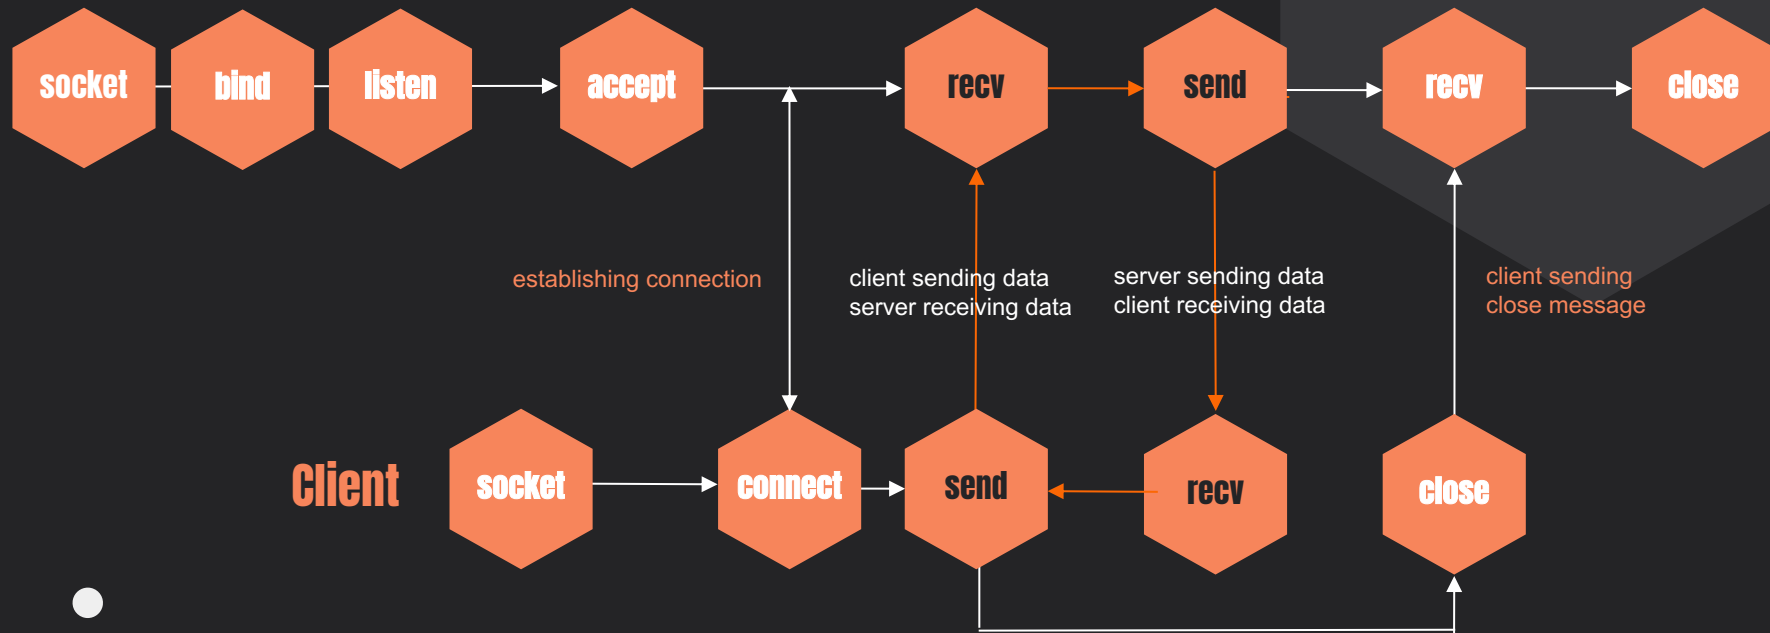 socket
bind
listen
accept
recv
send
recv
close
establishing connection
client sending data
server receiving data
server sending data
client receiving data
client sending
close message
Client
socket
connect
send
recv
close